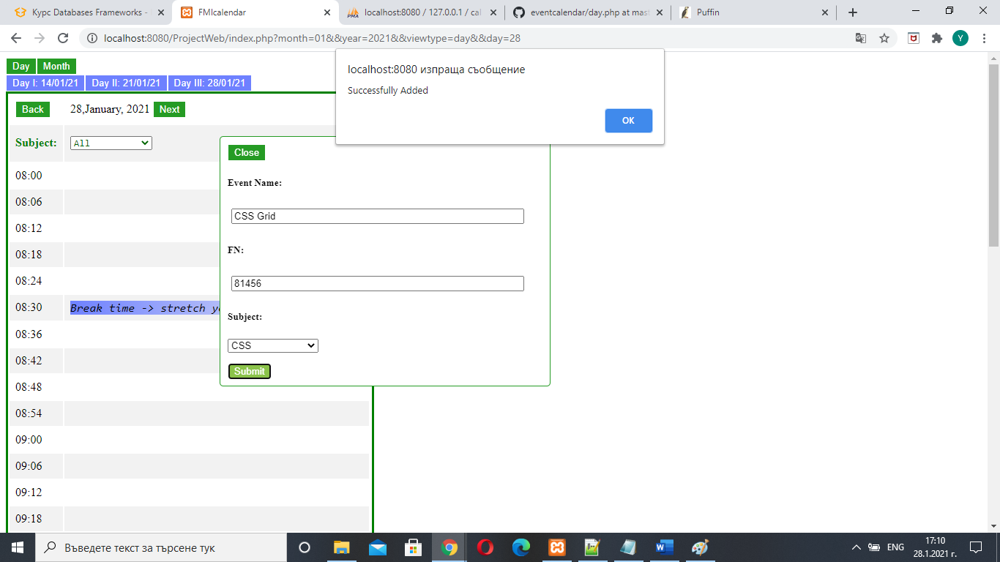 Курс Databases Frameworks -
FMIcalendar
localhost:8080 / 127.0.0.1 / cal
eventcalendar/day.php at mast
Puffin
localhost:8080/ProjectWeb/index.php?month=01&&year=2021&&viewtype=day&&day=28
Y
Day Month
Day I: 14/01/21 Day II: 21/01/21 Day III: 28/01/21
localhost:8080 изпраща съобщение
Successfully Added
OK
Back 28,January, 2021 Next
Subject: All
Close
Event Name:
CSS Grid
FN:
81456
Subject:
CSS
Submit
08:00
08:06
08:12
08:18
08:24
08:30 Break time -> stretch
08:36
08:42
08:48
08:54
09:00
09:06
09:12
09:18
Въведете текст за търсене тук
ENG
17:10
28.1.2021 г.